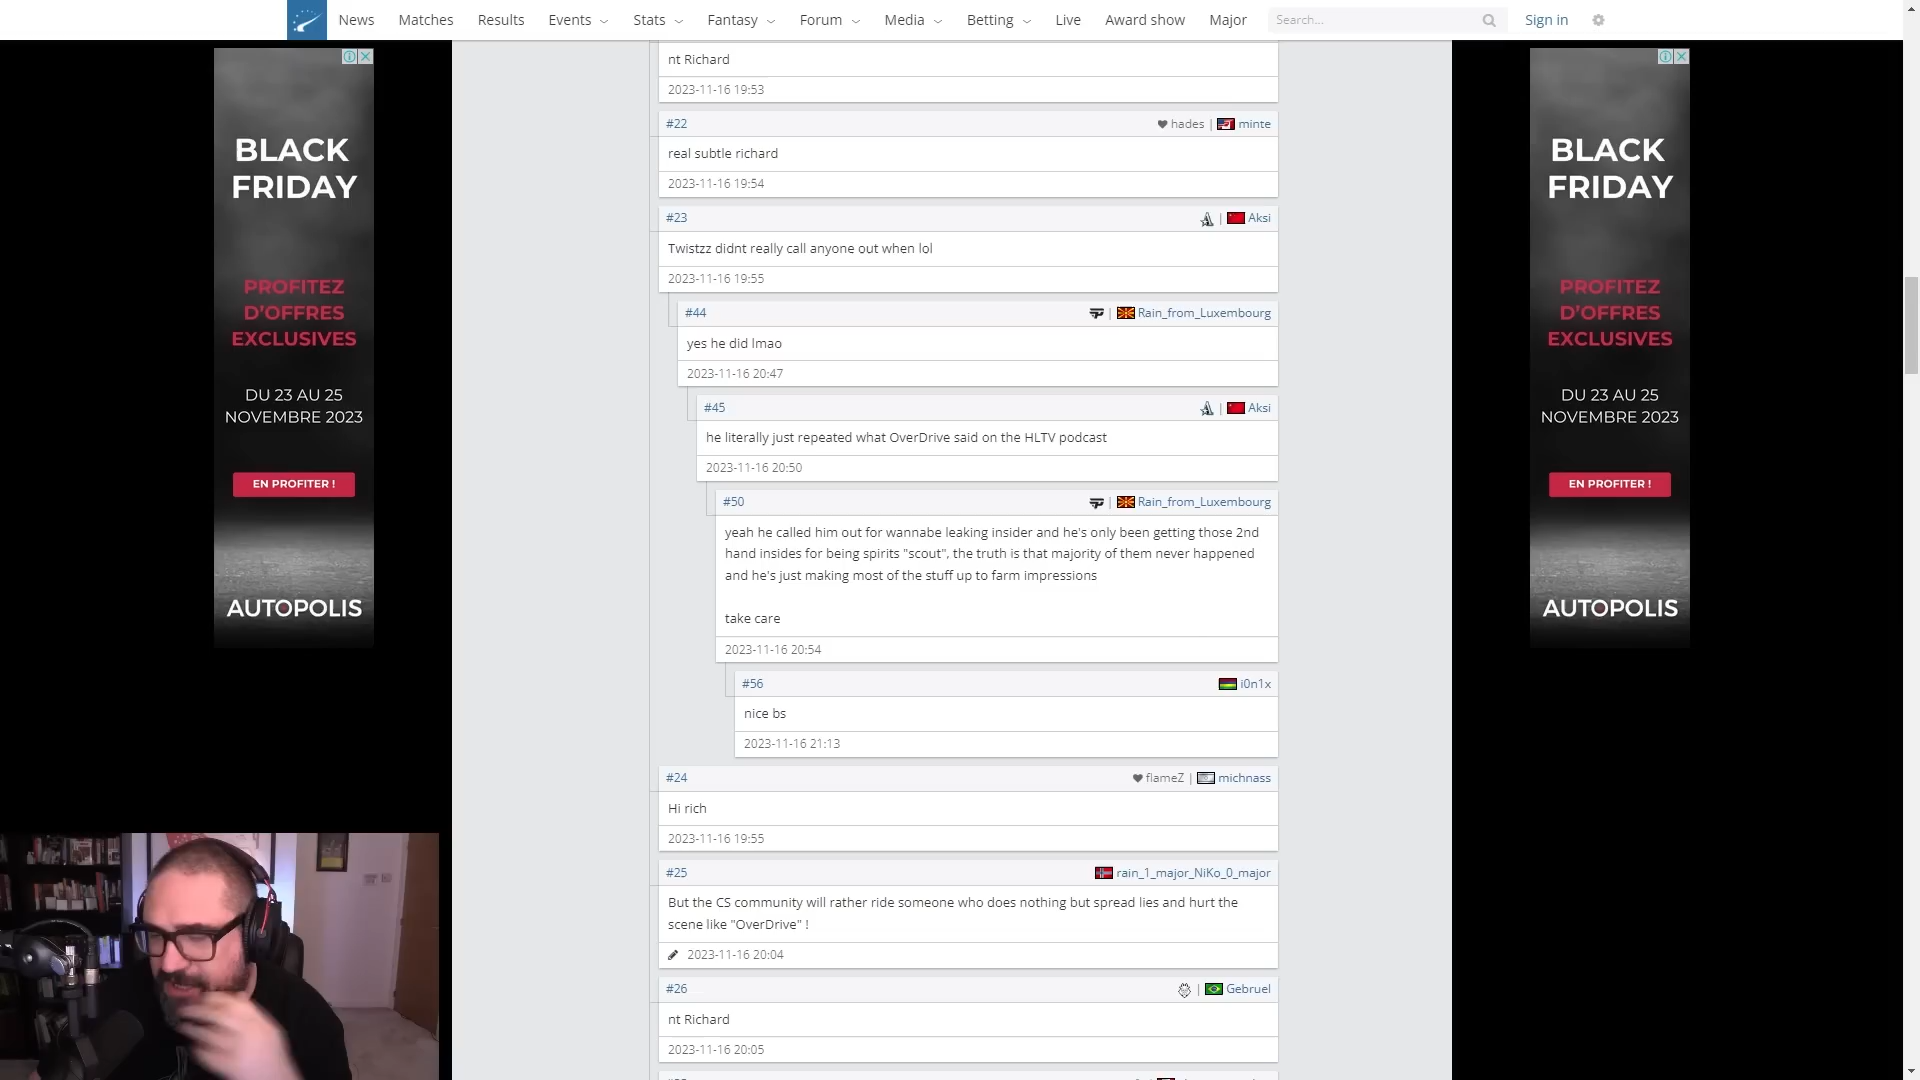 News Matches Results Events Stats Fantasy Forum Media Betting Live Award show Major Search... Sign in
nt Richard
2023-11-16 19:53
#22 hades | minte
real subtle richard
2023-11-16 19:54
#23 | Aksi
Twistzz didnt really call anyone out when lol
2023-11-16 19:55
#44 | Rain_from_Luxembourg
yes he did lmao
2023-11-16 20:47
#45 | Aksi
he literally just repeated what OverDrive said on the HLTV podcast
2023-11-16 20:50
#50 | Rain_from_Luxembourg
yeah he called him out for wannabe leaking insider and he's only been getting those 2nd
hand insides for being spirits "scout", the truth is that majority of them never happened
and he's just making most of the stuff up to farm impressions
take care
2023-11-16 20:54
#56 i0n1x
nice bs
2023-11-16 21:13
#24 flameZ | michnass
Hi rich
2023-11-16 19:55
#25 rain_1_major_NiKo_0_major
But the CS community will rather ride someone who does nothing but spread lies and hurt the
scene like "OverDrive" !
2023-11-16 20:04
#26 | Gebruel
nt Richard
2023-11-16 20:05
BLACK
FRIDAY
PROFITEZ
D'OFFRES
EXCLUSIVES
DU 23 AU 25
NOVEMBRE 2023
EN PROFITER !
AUTOPOLIS
BLACK
FRIDAY
PROFITEZ
D'OFFRES
EXCLUSIVES
DU 23 AU 25
NOVEMBRE 2023
EN PROFITER !
AUTOPOLIS